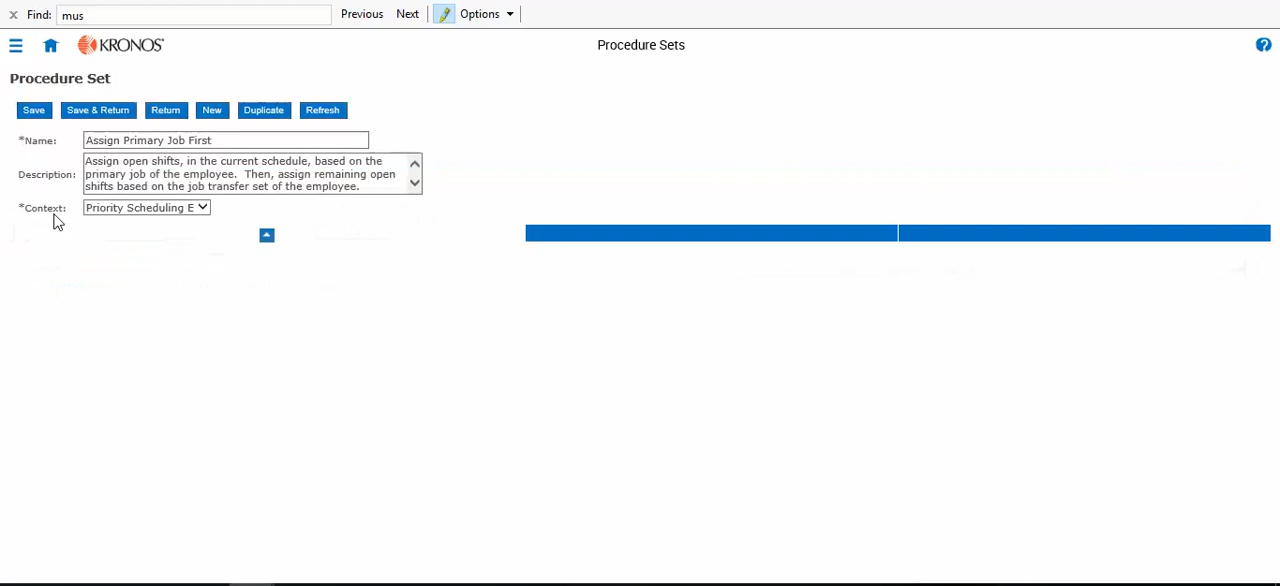 Find: mus Previous Next Options
KRONOS Procedure Sets
Procedure Set
Save Save & Return Return New Duplicate Refresh
*Name: Assign Primary Job First
Description: Assign open shifts, in the current schedule, based on the
primary job of the employee. Then, assign remaining open
shifts based on the job transfer set of the employee.
*Context: Priority Scheduling E